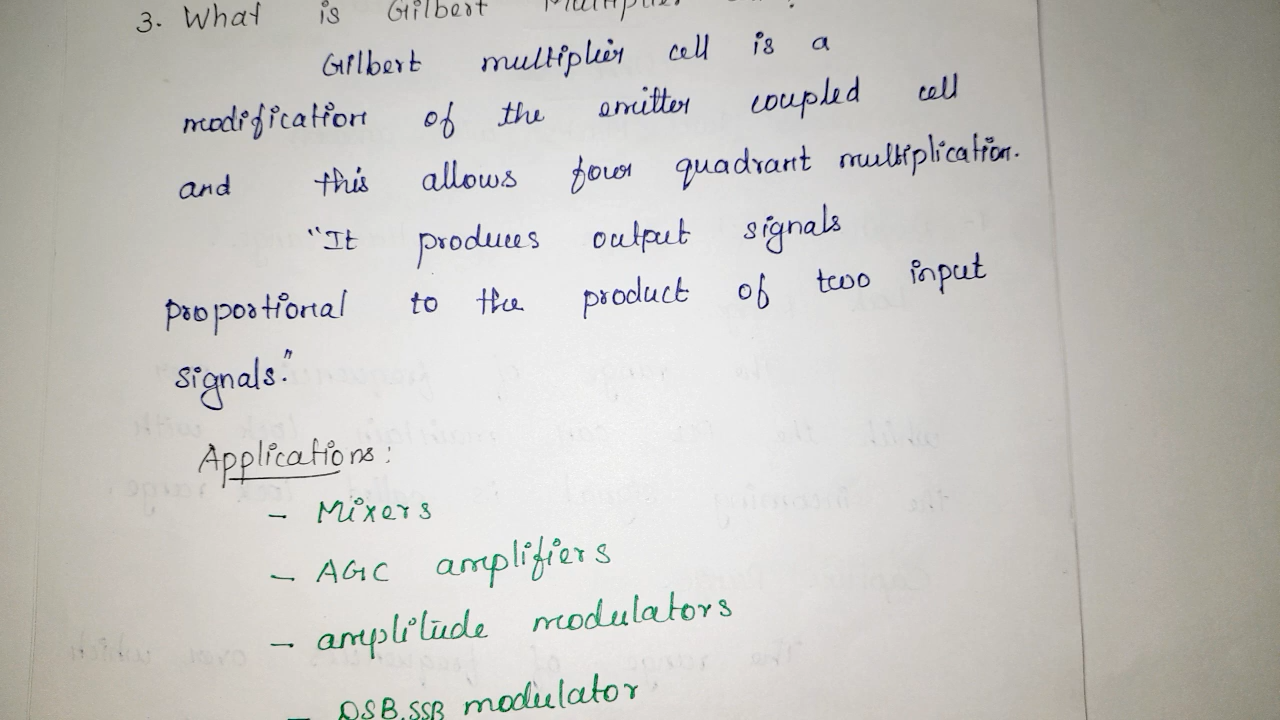 3. What is Gilbert Multiplier
Gilbert multiplier cell is a
modification of the emitter coupled cell
and this allows four quadrant multiplication.
"It produces output signals
proportional to the product of two input
signals."
Applications:
- Mixers
- AGC amplifiers
- amplitude modulators
- DSB, SSB modulator